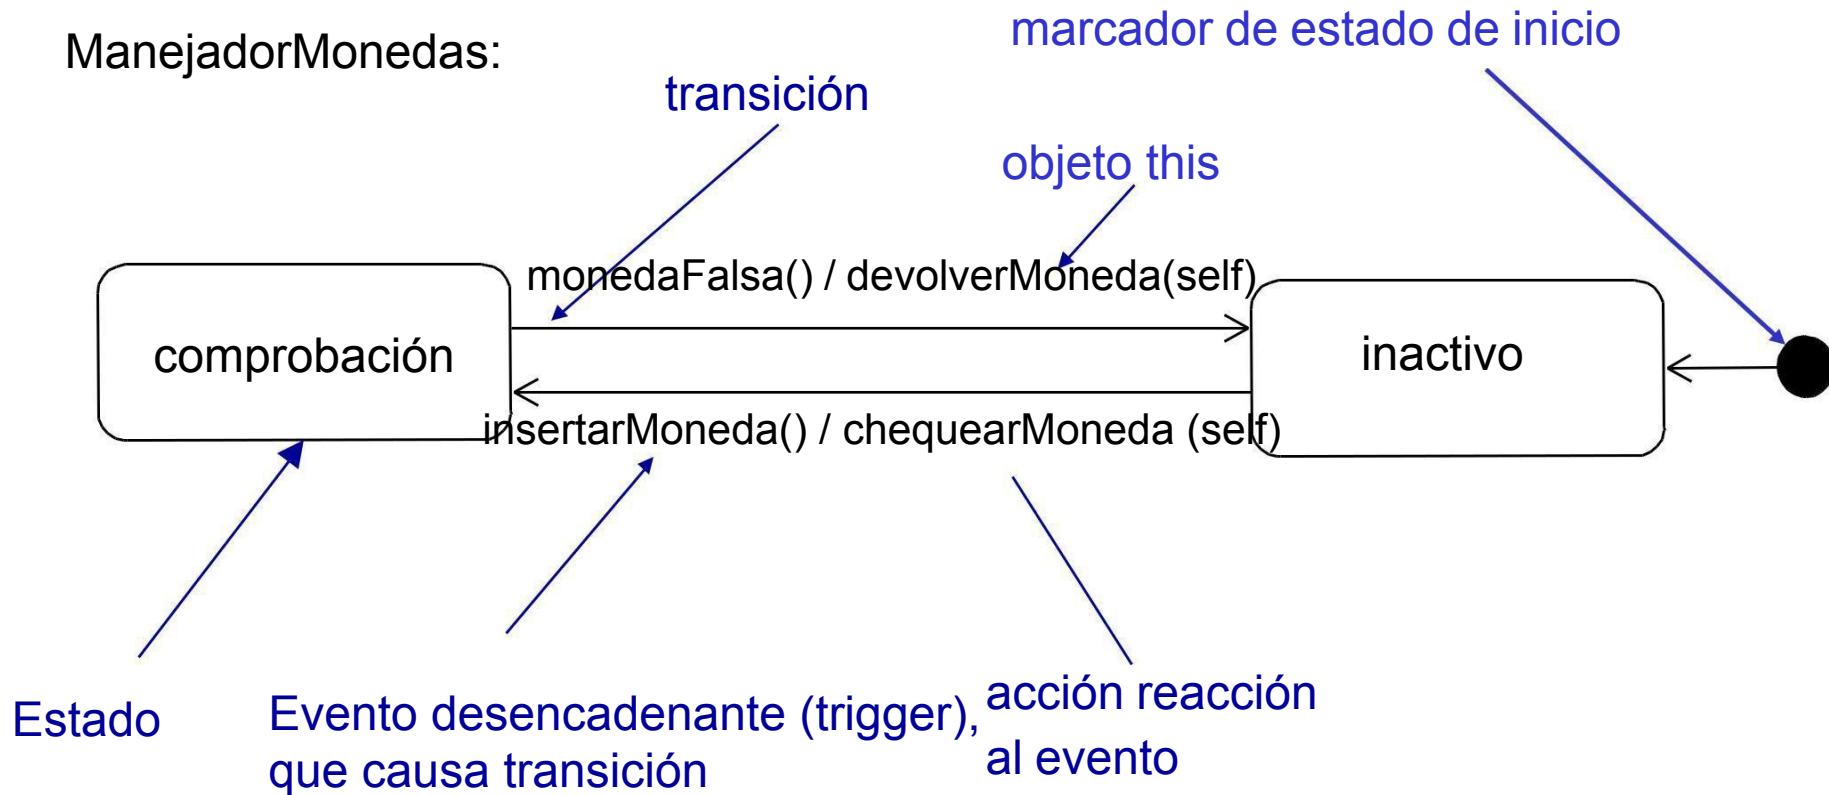 marcador de estado de inicio
ManejadorMonedas:
transición
objeto this
monedaFalsa() / devolverMoneda(self)
comprobación
inactivo
insertarMoneda() / chequearMoneda (self)
Estado
Evento desencadenante (trigger),
que causa transición
acción reacción
al evento